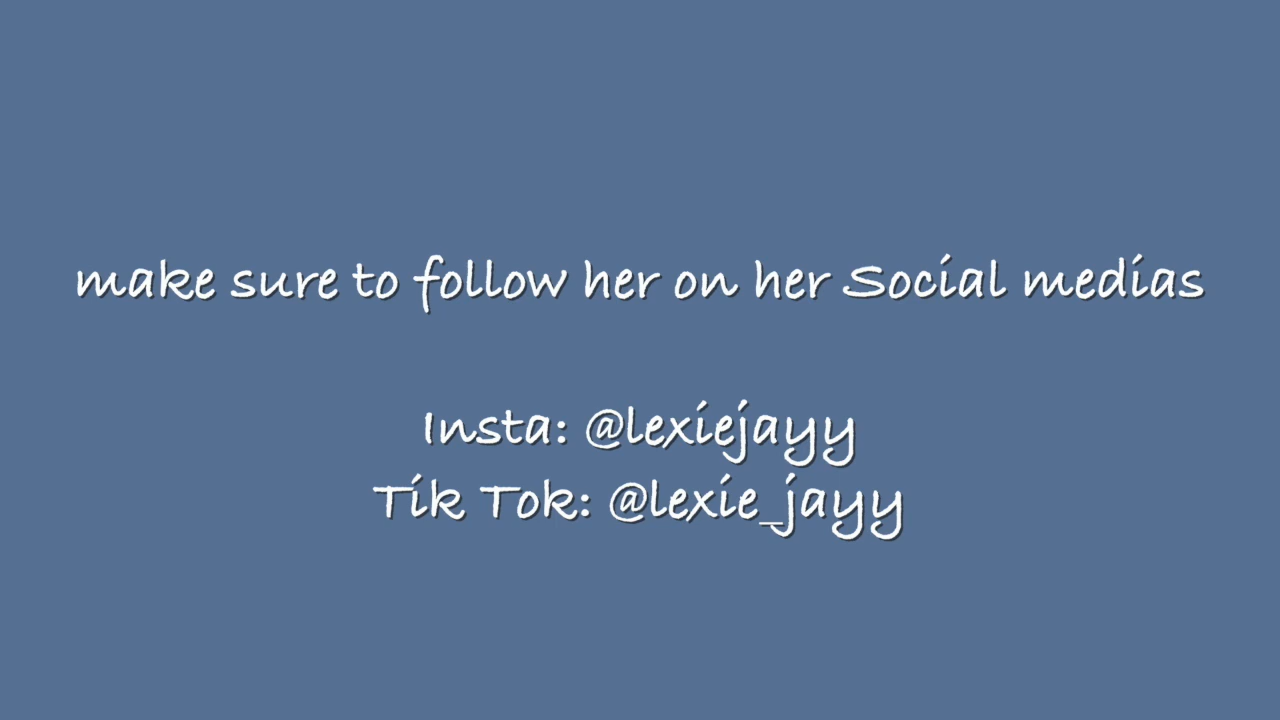 make sure to follow her on her Social medias
Insta: @lexiejayy
Tik Tok: @lexie_jayy